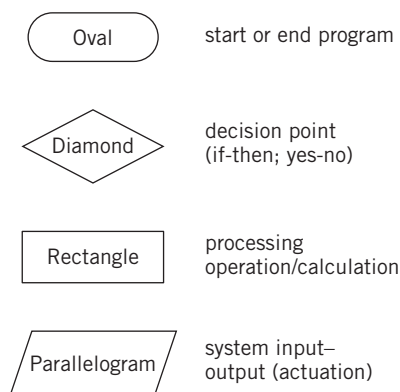 Oval
start or end program
Diamond
decision point
(if-then; yes-no)
Rectangle
processing
operation/calculation
Parallelogram
system input–
output (actuation)